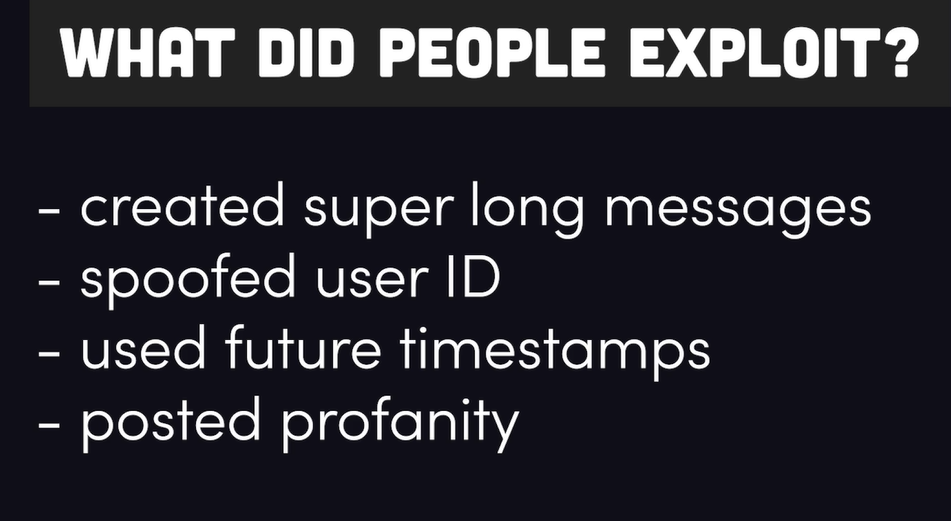 WHAT DID PEOPLE EXPLOIT?
- created super long messages
- spoofed user ID
- used future timestamps
- posted profanity